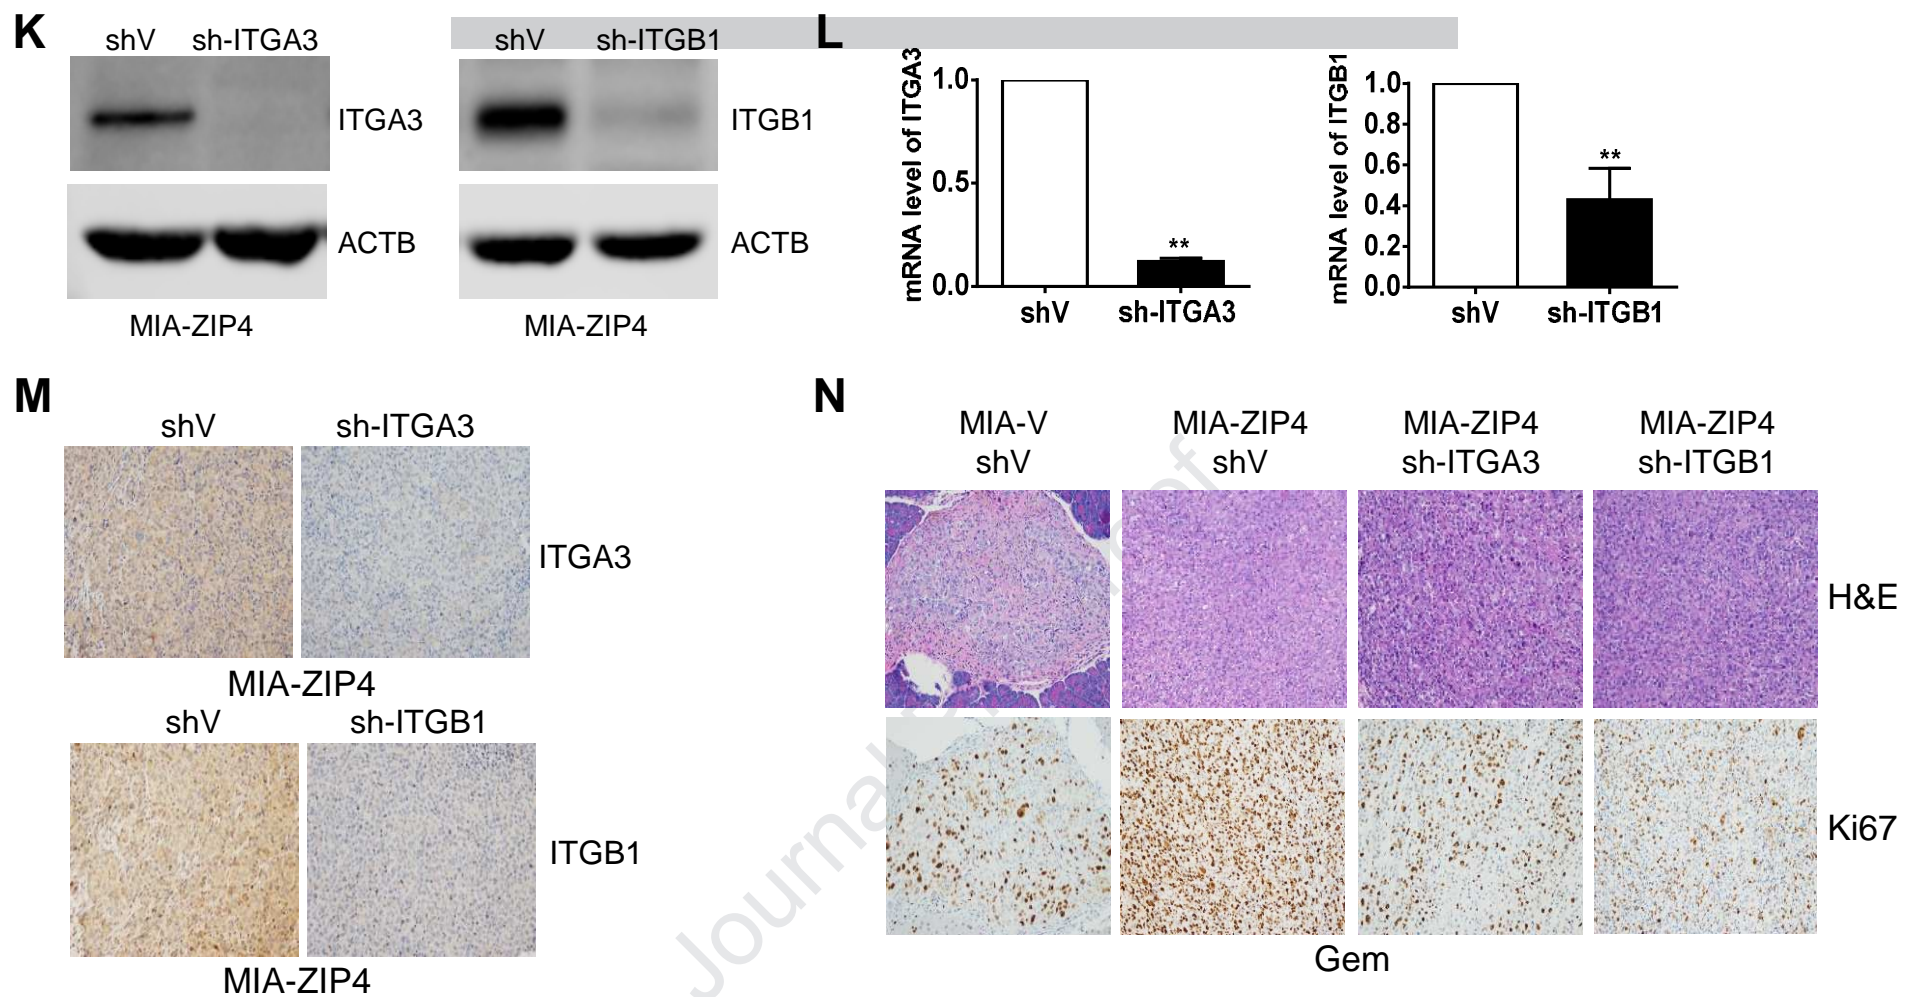 K
shV sh-ITGA3
ITGA3
ACTB
MIA-ZIP4
shV sh-ITGB1
ITGB1
ACTB
MIA-ZIP4
L
mRNA level of ITGA3
1.0
0.5
0.0
**
shV sh-ITGA3
mRNA level of ITGB1
1.0
0.8
0.6
0.4
0.2
0.0
**
shV sh-ITGB1
M
shV sh-ITGA3
ITGA3
MIA-ZIP4
shV sh-ITGB1
ITGB1
MIA-ZIP4
N
MIA-V MIA-ZIP4 MIA-ZIP4 MIA-ZIP4
shV shV sh-ITGA3 sh-ITGB1
H&E
Ki67
Gem
Journal